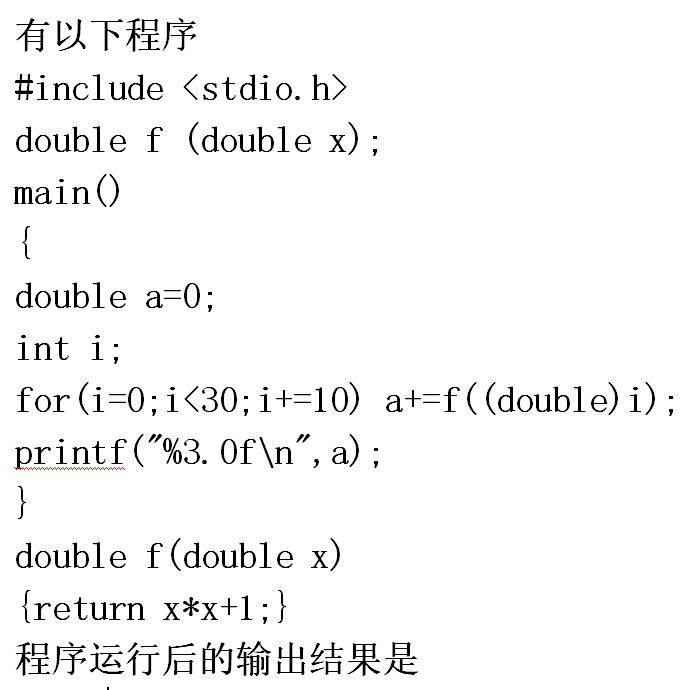 有以下程序
#include <stdio.h>
double f (double x);
main()
{
double a=0;
int i;
for(i=0;i<30;i+=10) a+=f((double)i);
printf("%3.0f\n",a);
}
double f(double x)
{return x*x+1;}
程序运行后的输出结果是